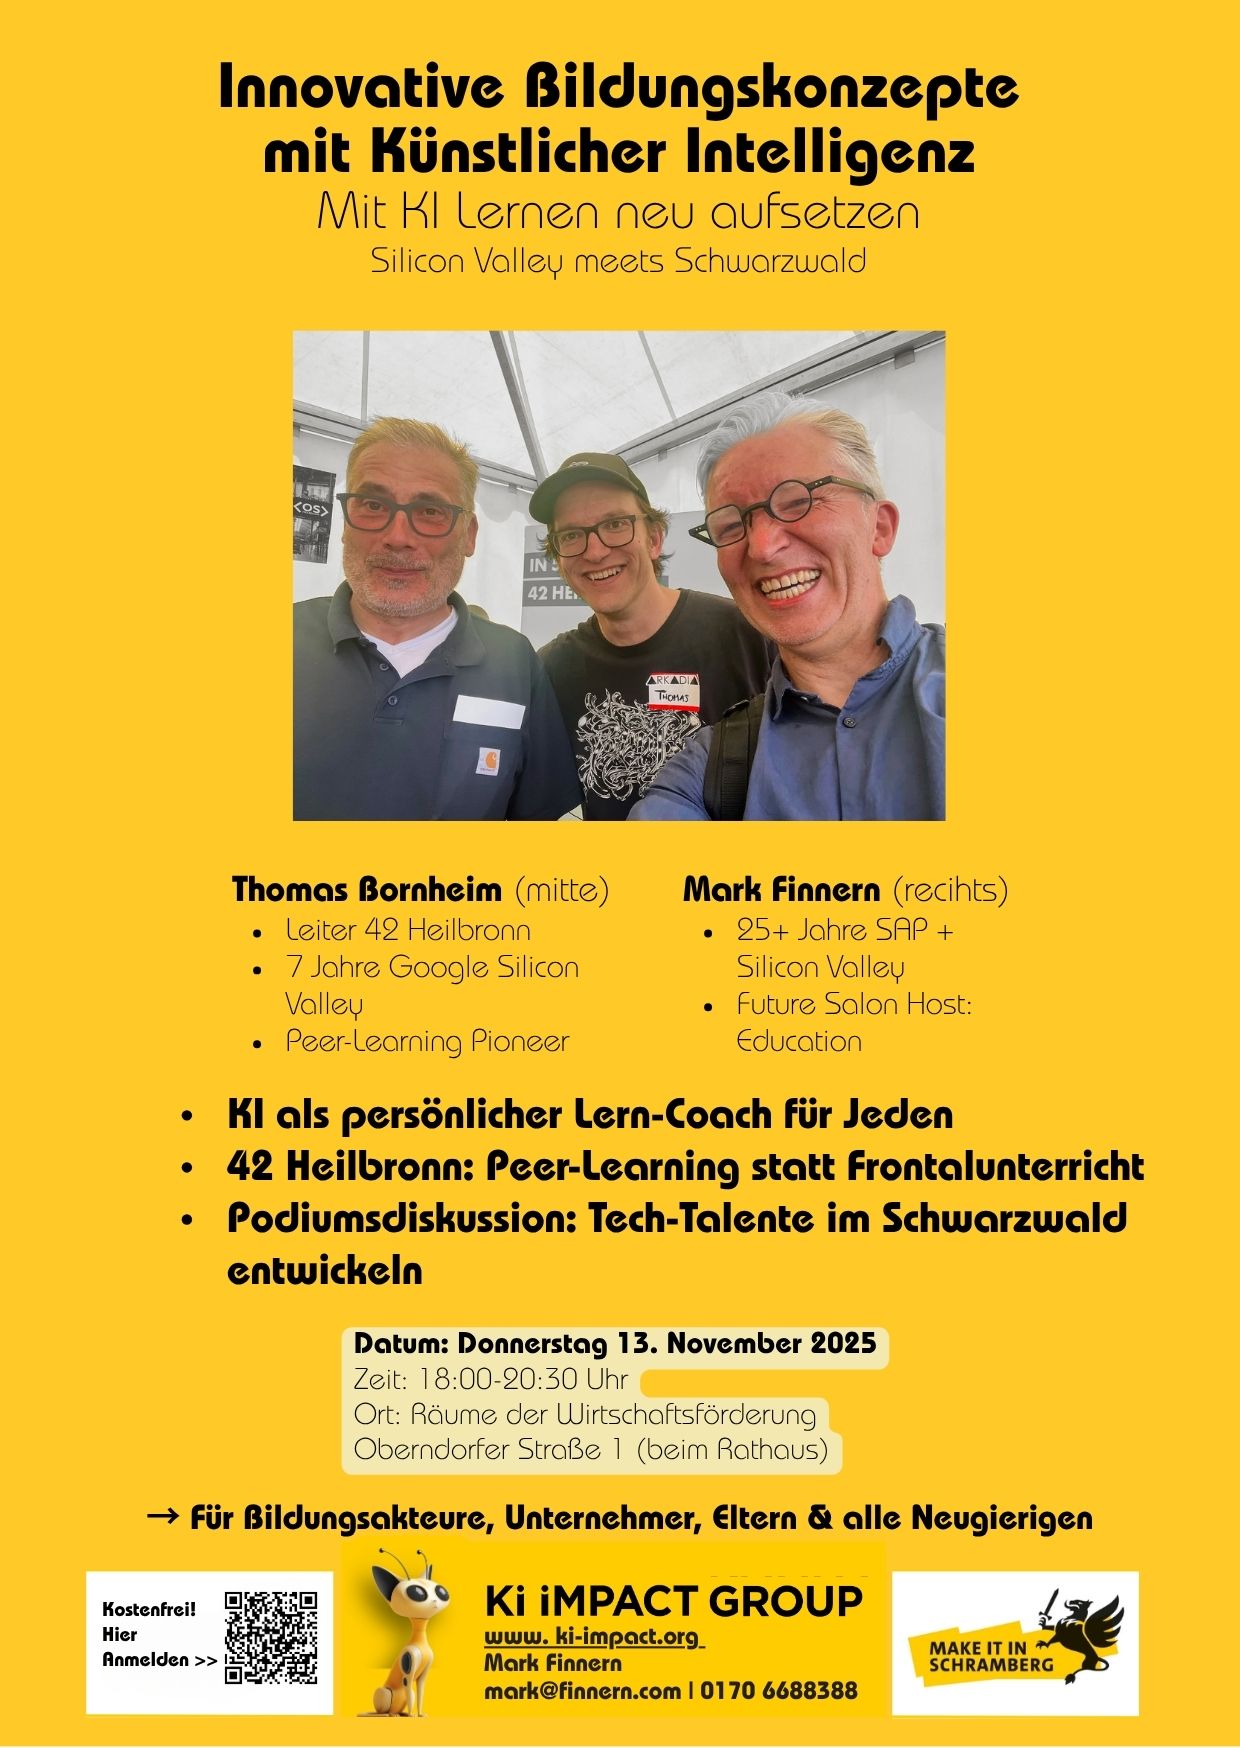 Innovative Bildungskonzepte
mit Künstlicher Intelligenz
Mit KI Lernen neu aufsetzen
Silicon Valley meets Schwarzwald
<OS>
IN 5
42 HEI
ARKADIA
THOMAS
Thomas Bornheim (mitte)
• Leiter 42 Heilbronn
• 7 Jahre Google Silicon
Valley
• Peer-Learning Pioneer
Mark Finnern (recihts)
• 25+ Jahre SAP +
Silicon Valley
• Future Salon Host:
Education
• KI als persönlicher Lern-Coach für Jeden
• 42 Heilbronn: Peer-Learning statt Frontalunterricht
• Podiumsdiskussion: Tech-Talente im Schwarzwald
entwickeln
Datum: Donnerstag 13. November 2025
Zeit: 18:00-20:30 Uhr
Ort: Räume der Wirtschaftsförderung
Oberndorfer Straße 1 (beim Rathaus)
→ Für Bildungsakteure, Unternehmer, Eltern & alle Neugierigen
Kostenfrei!
Hier
Anmelden >>
Ki iMPACT GROUP
www. ki-impact.org
Mark Finnern
mark@finnern.com | 0170 6688388
MAKE IT IN
SCHRAMBERG